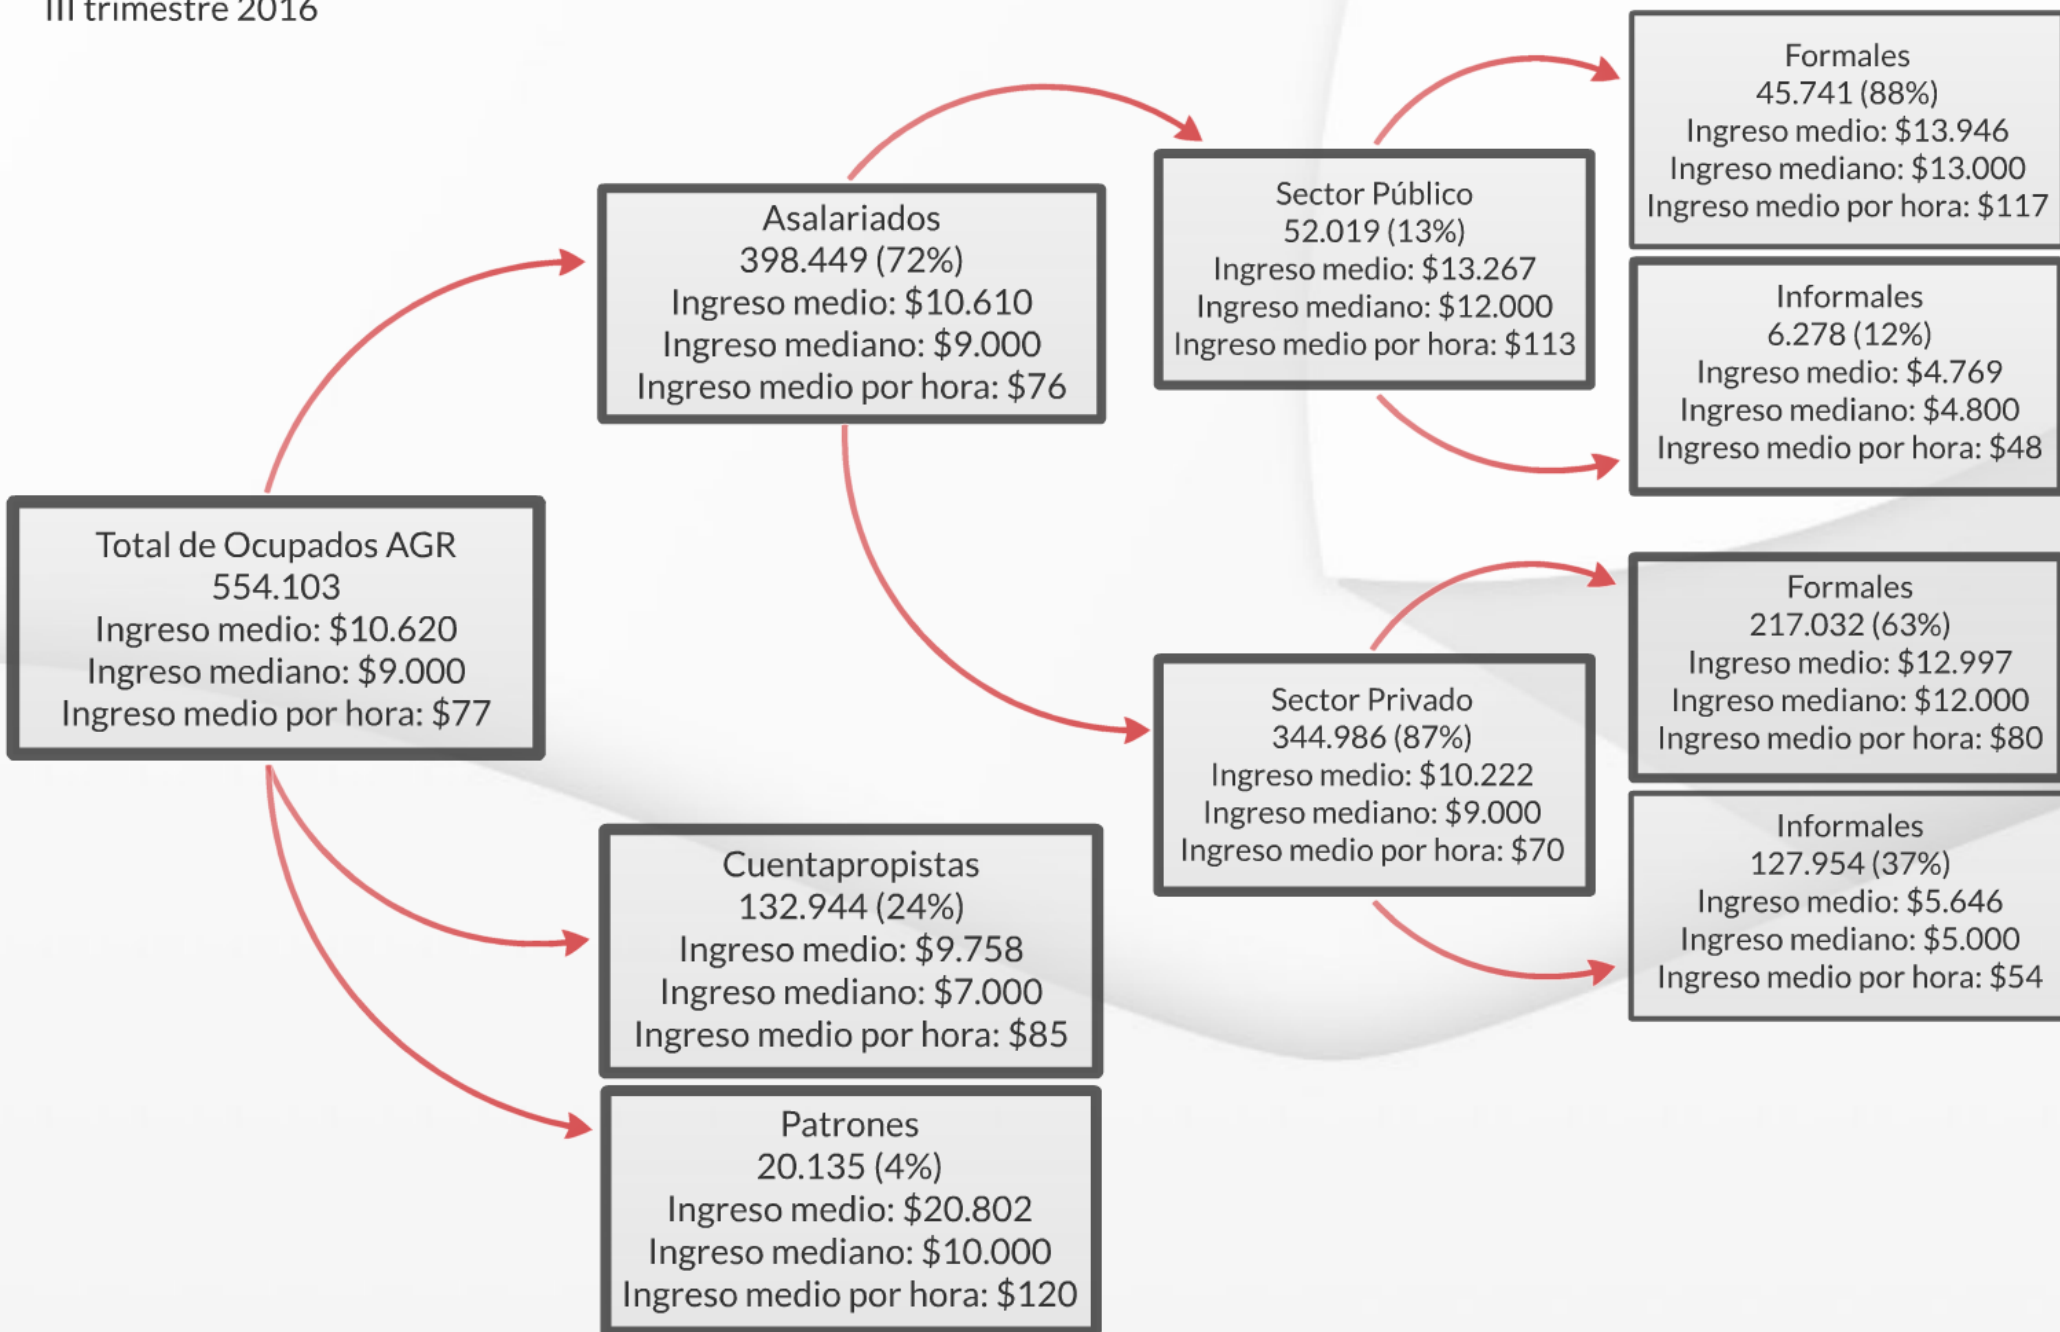 III trimestre 2016
Total de Ocupados AGR
554.103
Ingreso medio: $10.620
Ingreso mediano: $9.000
Ingreso medio por hora: $77
Asalariados
398.449 (72%)
Ingreso medio: $10.610
Ingreso mediano: $9.000
Ingreso medio por hora: $76
Cuentapropistas
132.944 (24%)
Ingreso medio: $9.758
Ingreso mediano: $7.000
Ingreso medio por hora: $85
Patrones
20.135 (4%)
Ingreso medio: $20.802
Ingreso mediano: $10.000
Ingreso medio por hora: $120
Sector Público
52.019 (13%)
Ingreso medio: $13.267
Ingreso mediano: $12.000
Ingreso medio por hora: $113
Sector Privado
344.986 (87%)
Ingreso medio: $10.222
Ingreso mediano: $9.000
Ingreso medio por hora: $70
Formales
45.741 (88%)
Ingreso medio: $13.946
Ingreso mediano: $13.000
Ingreso medio por hora: $117
Informales
6.278 (12%)
Ingreso medio: $4.769
Ingreso mediano: $4.800
Ingreso medio por hora: $48
Formales
217.032 (63%)
Ingreso medio: $12.997
Ingreso mediano: $12.000
Ingreso medio por hora: $80
Informales
127.954 (37%)
Ingreso medio: $5.646
Ingreso mediano: $5.000
Ingreso medio por hora: $54